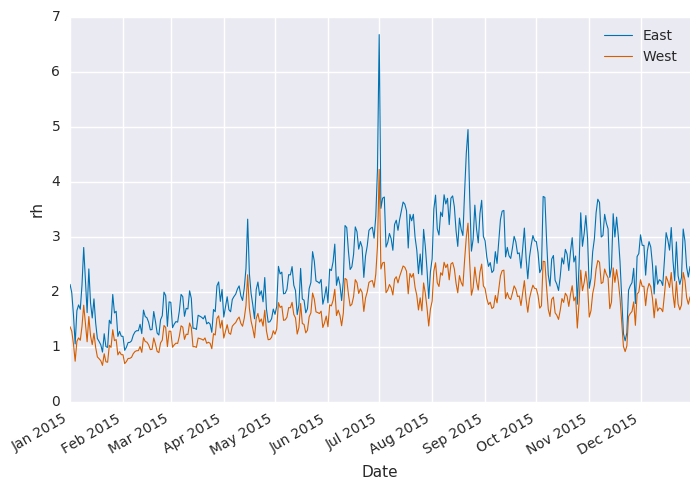 7
6
5
4
3
2
1
0
rh
East
West
Jan 2015
Feb 2015
Mar 2015
Apr 2015
May 2015
Jun 2015
Jul 2015
Aug 2015
Sep 2015
Oct 2015
Nov 2015
Dec 2015
Date